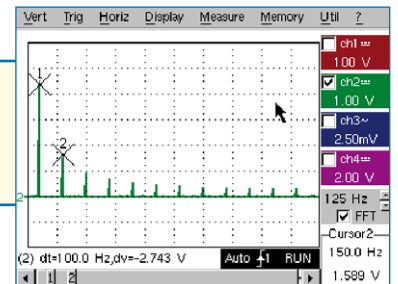 Vert Trig Horiz Display Measure Memory Util ?
ch1
100 V
ch2
1.00 V
ch3~
2.50mV
ch4
2.00 V
125 Hz
FFT
Cursor2
150.0 Hz
1.589 V
1
2
2
(2) dt=100.0 Hz,dv=-2.743 V Auto 1 RUN
1 2